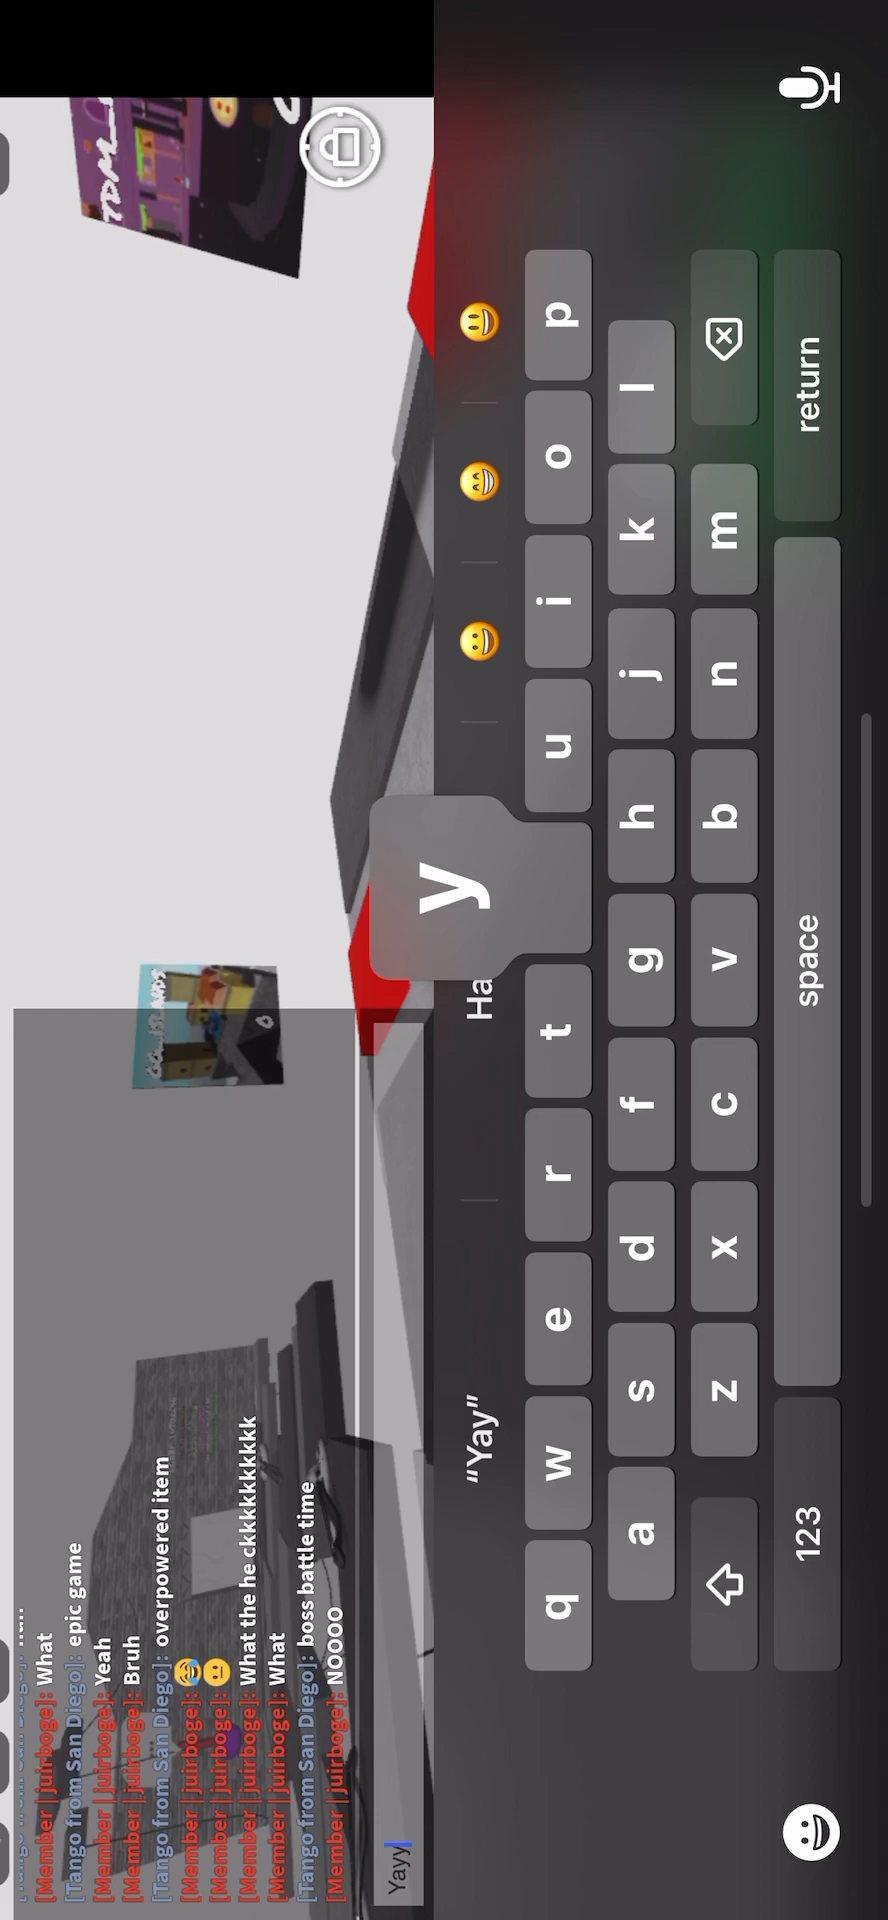 [Member | juirboge]: What
[Tango from San Diego]: epic game
[Member | juirboge]: Yeah
[Member | juirboge]: Bruh
[Tango from San Diego]: overpowered item
[Member | juirboge]: 😭
[Member | juirboge]: 😐
[Member | juirboge]: What the he ckkkkkkkkkk
[Member | juirboge]: What
[Tango from San Diego]: boss battle time
[Member | juirboge]: NOOOO
Yayy
0
“Yay” Ha 😀 😄 😃
q w e r t y u i o p
a s d f g h j k l
z x c v b n m
123 space return